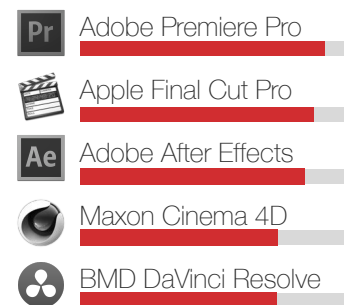 Pr Adobe Premiere Pro
Apple Final Cut Pro
Ae Adobe After Effects
Maxon Cinema 4D
BMD DaVinci Resolve